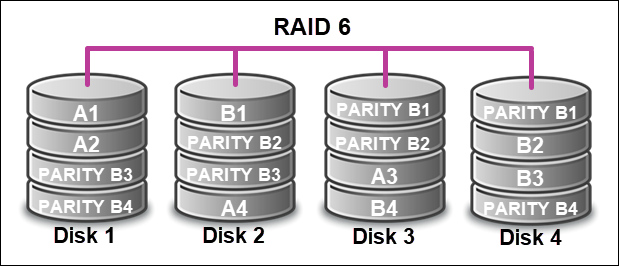 RAID 6
A1
A2
PARITY B3
PARITY B4
Disk 1
B1
PARITY B2
PARITY B3
A4
Disk 2
PARITY B1
PARITY B2
A3
B4
Disk 3
PARITY B1
B2
B3
PARITY B4
Disk 4